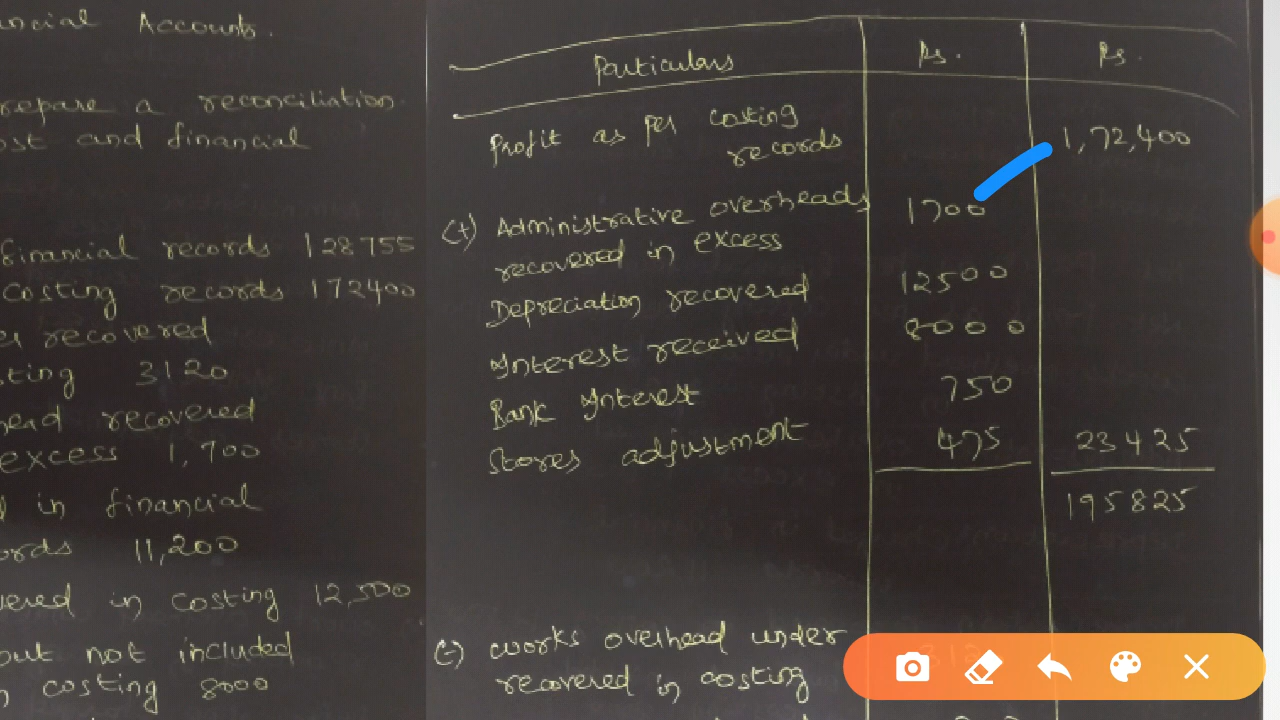 ncial Accounts.
repare a reconciliation
ost and financial
financial records 128755
costing records 172400
er recovered
sting 3120
ead recovered
excess 1,700
d in financial
ords 11,200
vered in costing 12,500
but not included
n costing 8000
Particulars Rs. Rs.
Profit as per costing
records 1,72,400
(+) Administrative overheads 1700
recovered in excess
Depreciation recovered 12500
Interest received 8000
Bank Interest 750
Stores adjustment 475 23425
195825
(-) works overhead under
recovered in costing